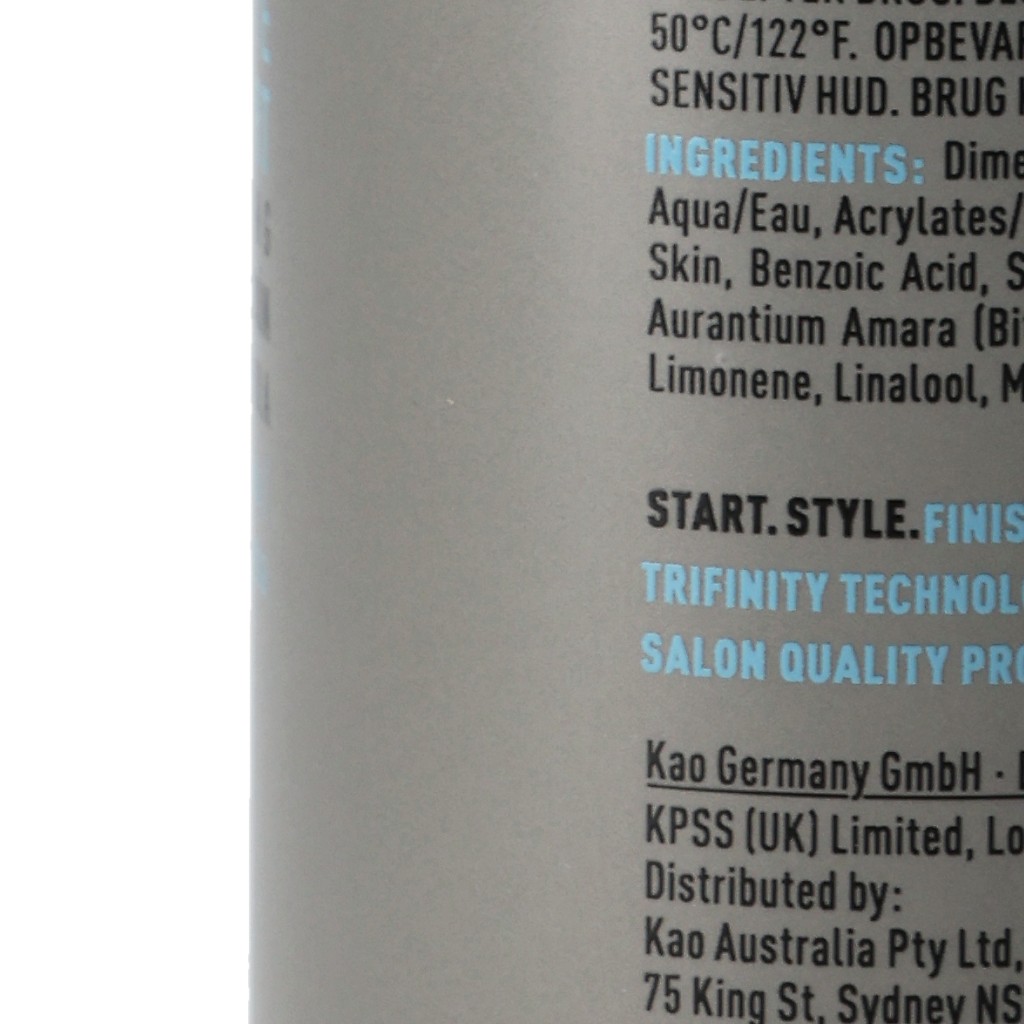 50°C/122°F. OPBEVA
SENSITIV HUD. BRUG
INGREDIENTS: Dime
Aqua/Eau, Acrylates/
Skin, Benzoic Acid, S
Aurantium Amara (Bi
Limonene, Linalool, M
START. STYLE. FINIS
TRIFINITY TECHNOL
SALON QUALITY PRO
Kao Germany GmbH ·
KPSS (UK) Limited, Lo
Distributed by:
Kao Australia Pty Ltd,
75 King St, Sydney NS